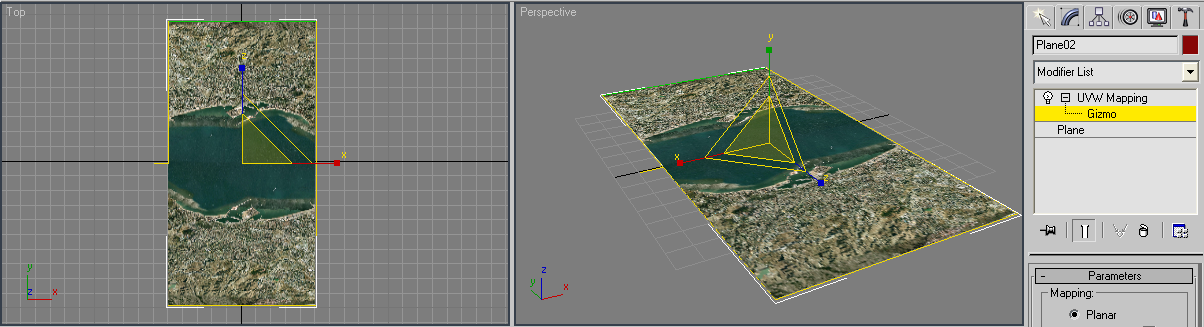 Top
y
x
y
z x
Perspective
y
x
z
y
x
Plane02
Modifier List
UVW Mapping
Gizmo
Plane
- Parameters
Mapping:
Planar